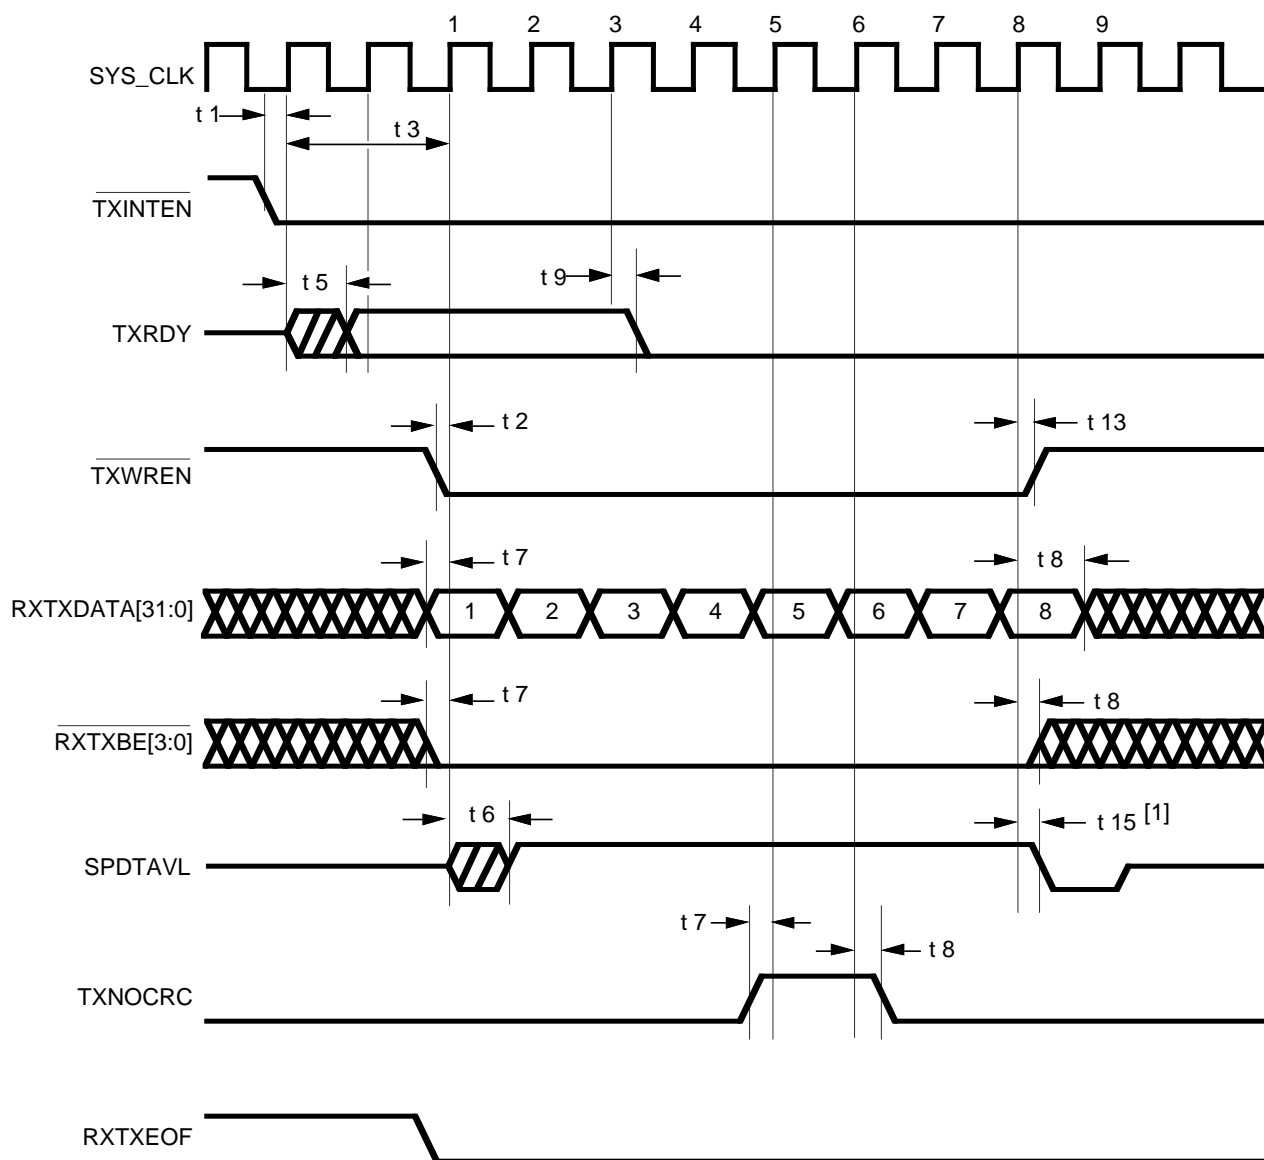 1 2 3 4 5 6 7 8 9
SYS_CLK
t 1
t 3
TXINTEN
t 5
t 9
TXRDY
t 2
t 13
TXWREN
t 7
t 8
RXTXDATA[31:0]
1 2 3 4 5 6 7 8
t 7
t 8
RXTXBE[3:0]
t 6
t 15 [1]
SPDTAVL
t 7
t 8
TXNOCRC
RXTXEOF